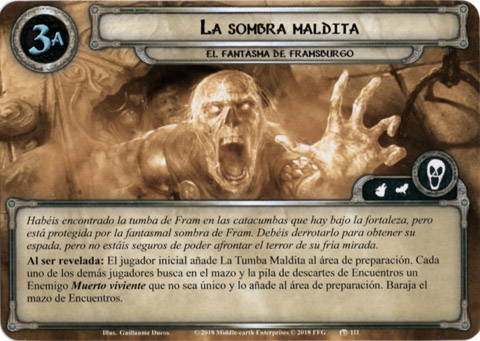 3A
La sombra maldita
El fantasma de Framsburgo
Habéis encontrado la tumba de Fram en las catacumbas que hay bajo la fortaleza, pero
está protegida por la fantasmal sombra de Fram. Debéis derrotarlo para obtener su
espada, pero no estáis seguros de poder afrontar el terror de su fría mirada.
Al ser revelada: El jugador inicial añade La Tumba Maldita al área de preparación. Cada
uno de los demás jugadores busca en el mazo y la pila de descartes de Encuentros un
Enemigo Muerto viviente que no sea único y lo añade al área de preparación. Baraja el
mazo de Encuentros.
Illus. Guillaume Ducos ©2018 Middle-earth Enterprises © 2018 FFG 111